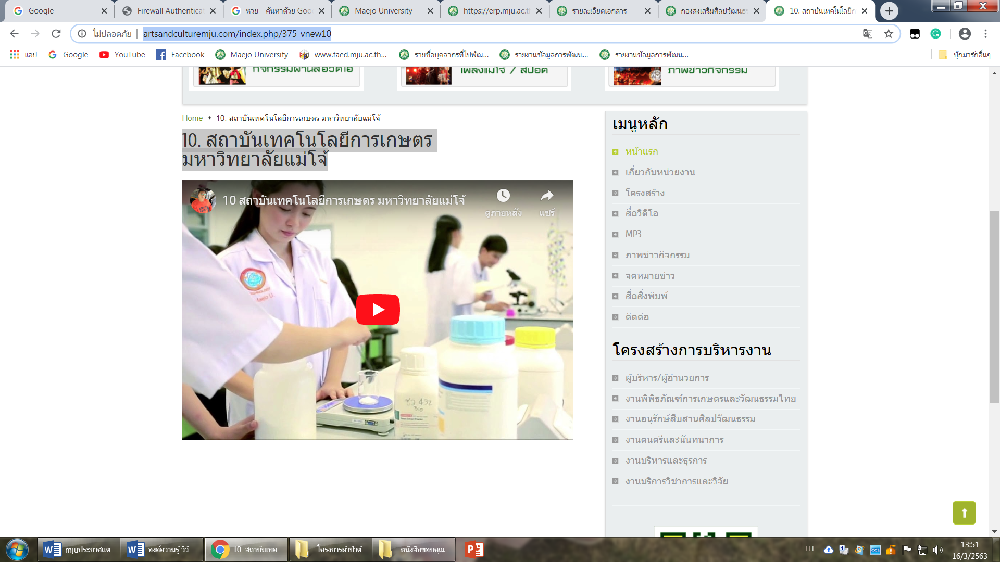 Google
Firewall Authenticat
หวย - ค้นหาด้วย Goo
Maejo University
https://erp.mju.ac.t
รายละเอียดเอกสาร
กองส่งเสริมศิลปวัฒนธร
10. สถาบันเทคโนโลยีก
ไม่ปลอดภัย
artsandculturemju.com/index.php/375-vnew10
แอป
Google
YouTube
Facebook
Maejo University
www.faed.mju.ac.th...
รายชื่อบุคลากรที่ไปพัฒ...
รายงานข้อมูลการพัฒน...
รายงานข้อมูลการพัฒน...
บุ๊กมาร์กอื่นๆ
กิจกรรมผ่านสื่อวีดีโอ
เพลงแม่โจ้ / สปอต
ภาพข่าวกิจกรรม
Home
10. สถาบันเทคโนโลยีการเกษตร มหาวิทยาลัยแม่โจ้
10. สถาบันเทคโนโลยีการเกษตร
มหาวิทยาลัยแม่โจ้
10 สถาบันเทคโนโลยีการเกษตร มหาวิทยาลัยแม่โจ้
ดูภายหลัง
แชร์
Maejo U.
432
เมนูหลัก
หน้าแรก
เกี่ยวกับหน่วยงาน
โครงสร้าง
สื่อวิดีโอ
MP3
ภาพข่าวกิจกรรม
จดหมายข่าว
สื่อสิ่งพิมพ์
ติดต่อ
โครงสร้างการบริหารงาน
ผู้บริหาร/ผู้อำนวยการ
งานพิพิธภัณฑ์การเกษตรและวัฒนธรรมไทย
งานอนุรักษ์สืบสานศิลปวัฒนธรรม
งานดนตรีและนันทนาการ
งานบริหารและธุรการ
งานบริการวิชาการและวิจัย
mjuประกาศเเต..
องค์ความรู้ วิวั...
10. สถาบันเทค...
โครงการผ้าป่าต้...
หนังสือขอบคุณ
TH
13:51
16/3/2563